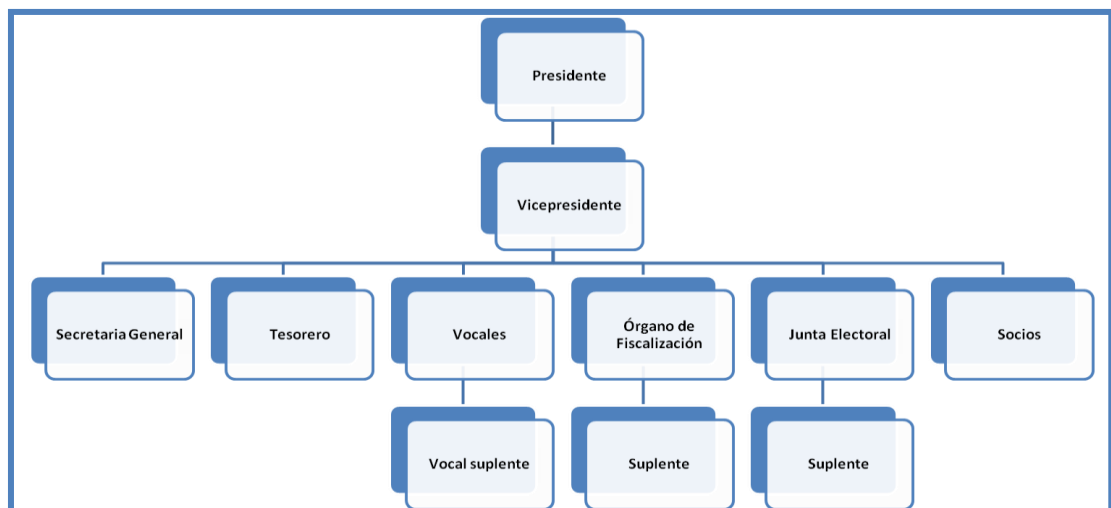 Presidente
Vicepresidente
Secretaria General
Tesorero
Vocales
Órgano de
Fiscalización
Junta Electoral
Socios
Vocal suplente
Suplente
Suplente